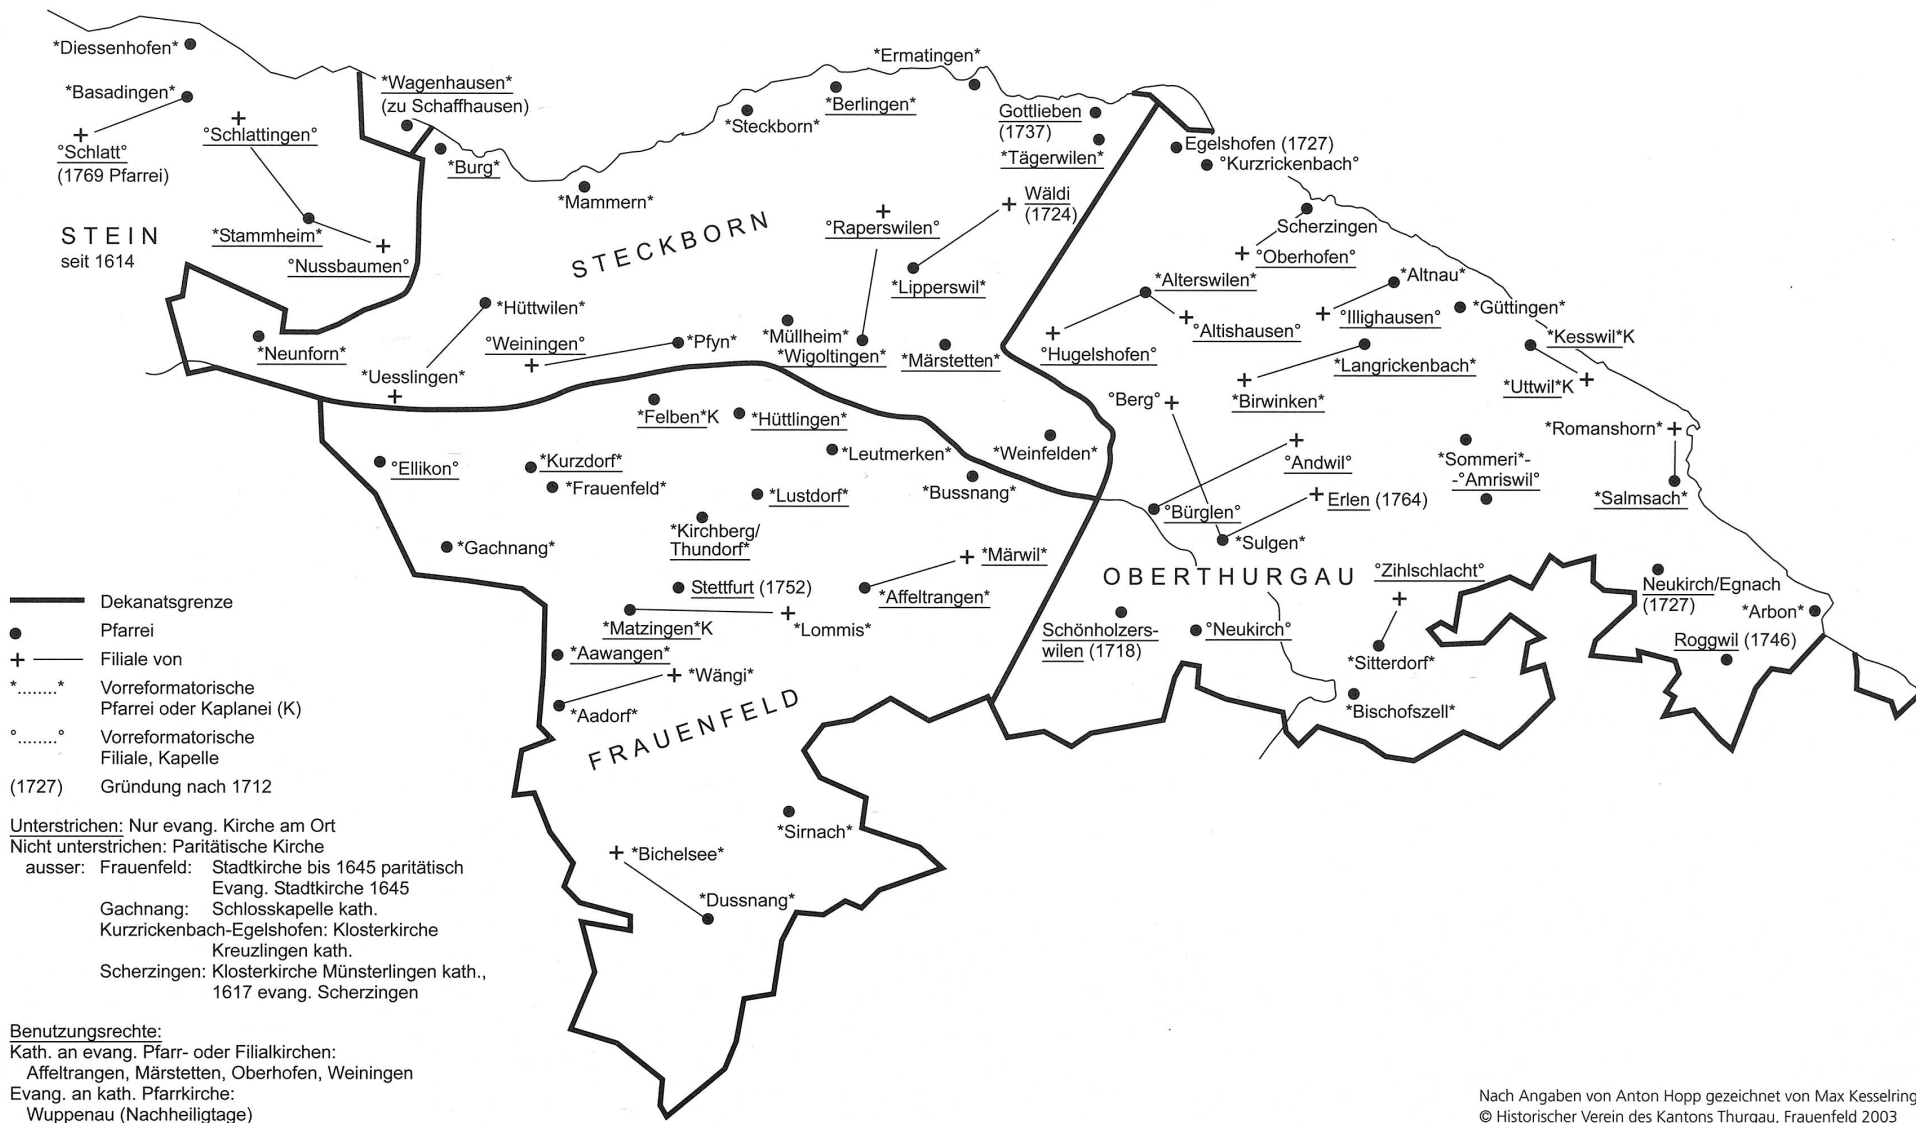 *Diessenhofen*
*Basadingen*
°Schlattingen°
°Schlatt°
(1769 Pfarrei)
*Wagenhausen*
(zu Schaffhausen)
*Burg*
*Mammern*
*Steckborn*
*Berlingen*
*Ermatingen*
Gottlieben
(1737)
*Tägerwilen*
Egelshofen (1727)
°Kurzrickenbach°
STEIN
seit 1614
*Stammheim*
°Nussbaumen°
STECKBORN
°Raperswilen°
Wäldi
(1724)
*Lipperswil*
Scherzingen
°Oberhofen°
*Alterswilen*
°Altishausen°
°Hugelshofen°
*Altnau*
°Illighausen°
*Güttingen*
*Kesswil*K
*Uttwil*K
*Langrickenbach*
*Birwinken*
*Neunforn*
*Hüttwilen*
*Uesslingen*
°Weiningen°
*Pfyn*
*Müllheim*
*Wigoltingen*
*Märstetten*
°Berg°
*Felben*K
*Hüttlingen*
*Leutmerken*
*Weinfelden*
*Bussnang*
°Andwil°
*Romanshorn*
*Sommeri*-
-°Amriswil°
*Salmsach*
°Ellikon°
*Kurzdorf*
*Frauenfeld*
*Lustdorf*
*Kirchberg/
Thundorf*
*Gachnang*
°Bürglen°
Erlen (1764)
*Sulgen*
*Märwil*
*Affeltrangen*
Stettfurt (1752)
*Matzingen*K
*Lommis*
*Aawangen*
*Wängi*
*Aadorf*
FRAUENFELD
OBERTHURGAU
°Zihlschlacht°
Schönholzers-
wilen (1718)
°Neukirch°
*Sitterdorf*
*Bischofszell*
Neukirch/Egnach
(1727)
*Arbon*
Roggwil (1746)
*Sirnach*
*Bichelsee*
*Dussnang*
Dekanatsgrenze
Pfarrei
Filiale von
*........* Vorreformatorische
Pfarrei oder Kaplanei (K)
°........° Vorreformatorische
Filiale, Kapelle
(1727) Gründung nach 1712
Unterstrichen: Nur evang. Kirche am Ort
Nicht unterstrichen: Paritätische Kirche
ausser: Frauenfeld: Stadtkirche bis 1645 paritätisch
Evang. Stadtkirche 1645
Gachnang: Schlosskapelle kath.
Kurzrickenbach-Egelshofen: Klosterkirche
Kreuzlingen kath.
Scherzingen: Klosterkirche Münsterlingen kath.,
1617 evang. Scherzingen
Benutzungsrechte:
Kath. an evang. Pfarr- oder Filialkirchen:
Affeltrangen, Märstetten, Oberhofen, Weiningen
Evang. an kath. Pfarrkirche:
Wuppenau (Nachheiligtage)
Nach Angaben von Anton Hopp gezeichnet von Max Kesselring
© Historischer Verein des Kantons Thurgau, Frauenfeld 2003